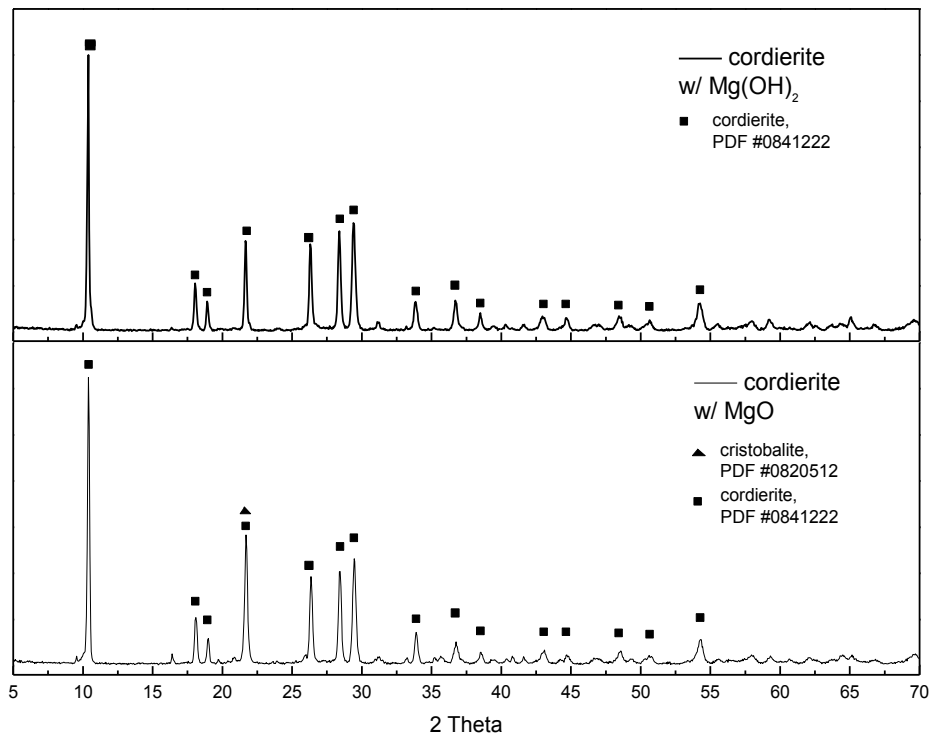 cordierite
w/ Mg(OH)₂
cordierite,
PDF #0841222
cordierite
w/ MgO
cristobalite,
PDF #0820512
cordierite,
PDF #0841222
5 10 15 20 25 30 35 40 45 50 55 60 65 70
2 Theta